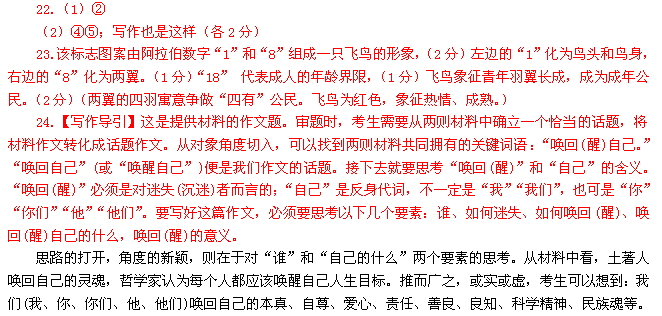 22.（1）②
（2）④⑤；写作也是这样（各2分）
23.该标志图案由阿拉伯数字“1”和“8”组成一只飞鸟的形象，（2分）左边的“1”化为鸟头和鸟身，
右边的“8”化为两翼。（1分）“18” 代表成人的年龄界限，（1分）飞鸟象征青年羽翼长成，成为成年公
民。（2分）（两翼的四羽寓意争做“四有”公民。飞鸟为红色，象征热情、成熟。）
24.【写作导引】这是提供材料的作文题。审题时，考生需要从两则材料中确立一个恰当的话题，将
材料作文转化成话题作文。从对象角度切入，可以找到两则材料共同拥有的关键词语：“唤回(醒)自己。”
“唤回自己”(或“唤醒自己”)便是我们作文的话题。接下去就要思考“唤回(醒)”和“自己”的含义。
“唤回(醒)”必须是对迷失(沉迷)者而言的；“自己”是反身代词，不一定是“我”“我们”，也可是“你”
“你们”“他”“他们”。要写好这篇作文，必须要思考以下几个要素：谁、如何迷失、如何唤回(醒)、唤
回(醒)自己的什么，唤回(醒)的意义。
思路的打开，角度的新颖，则在于对“谁”和“自己的什么”两个要素的思考。从材料中看，土著人
唤回自己的灵魂，哲学家认为每个人都应该唤醒自己人生目标。推而广之，或实或虚，考生可以想到：我
们(我、你、你们、他、他们)唤回自己的本真、自尊、爱心、责任、善良、良知、科学精神、民族魂等。